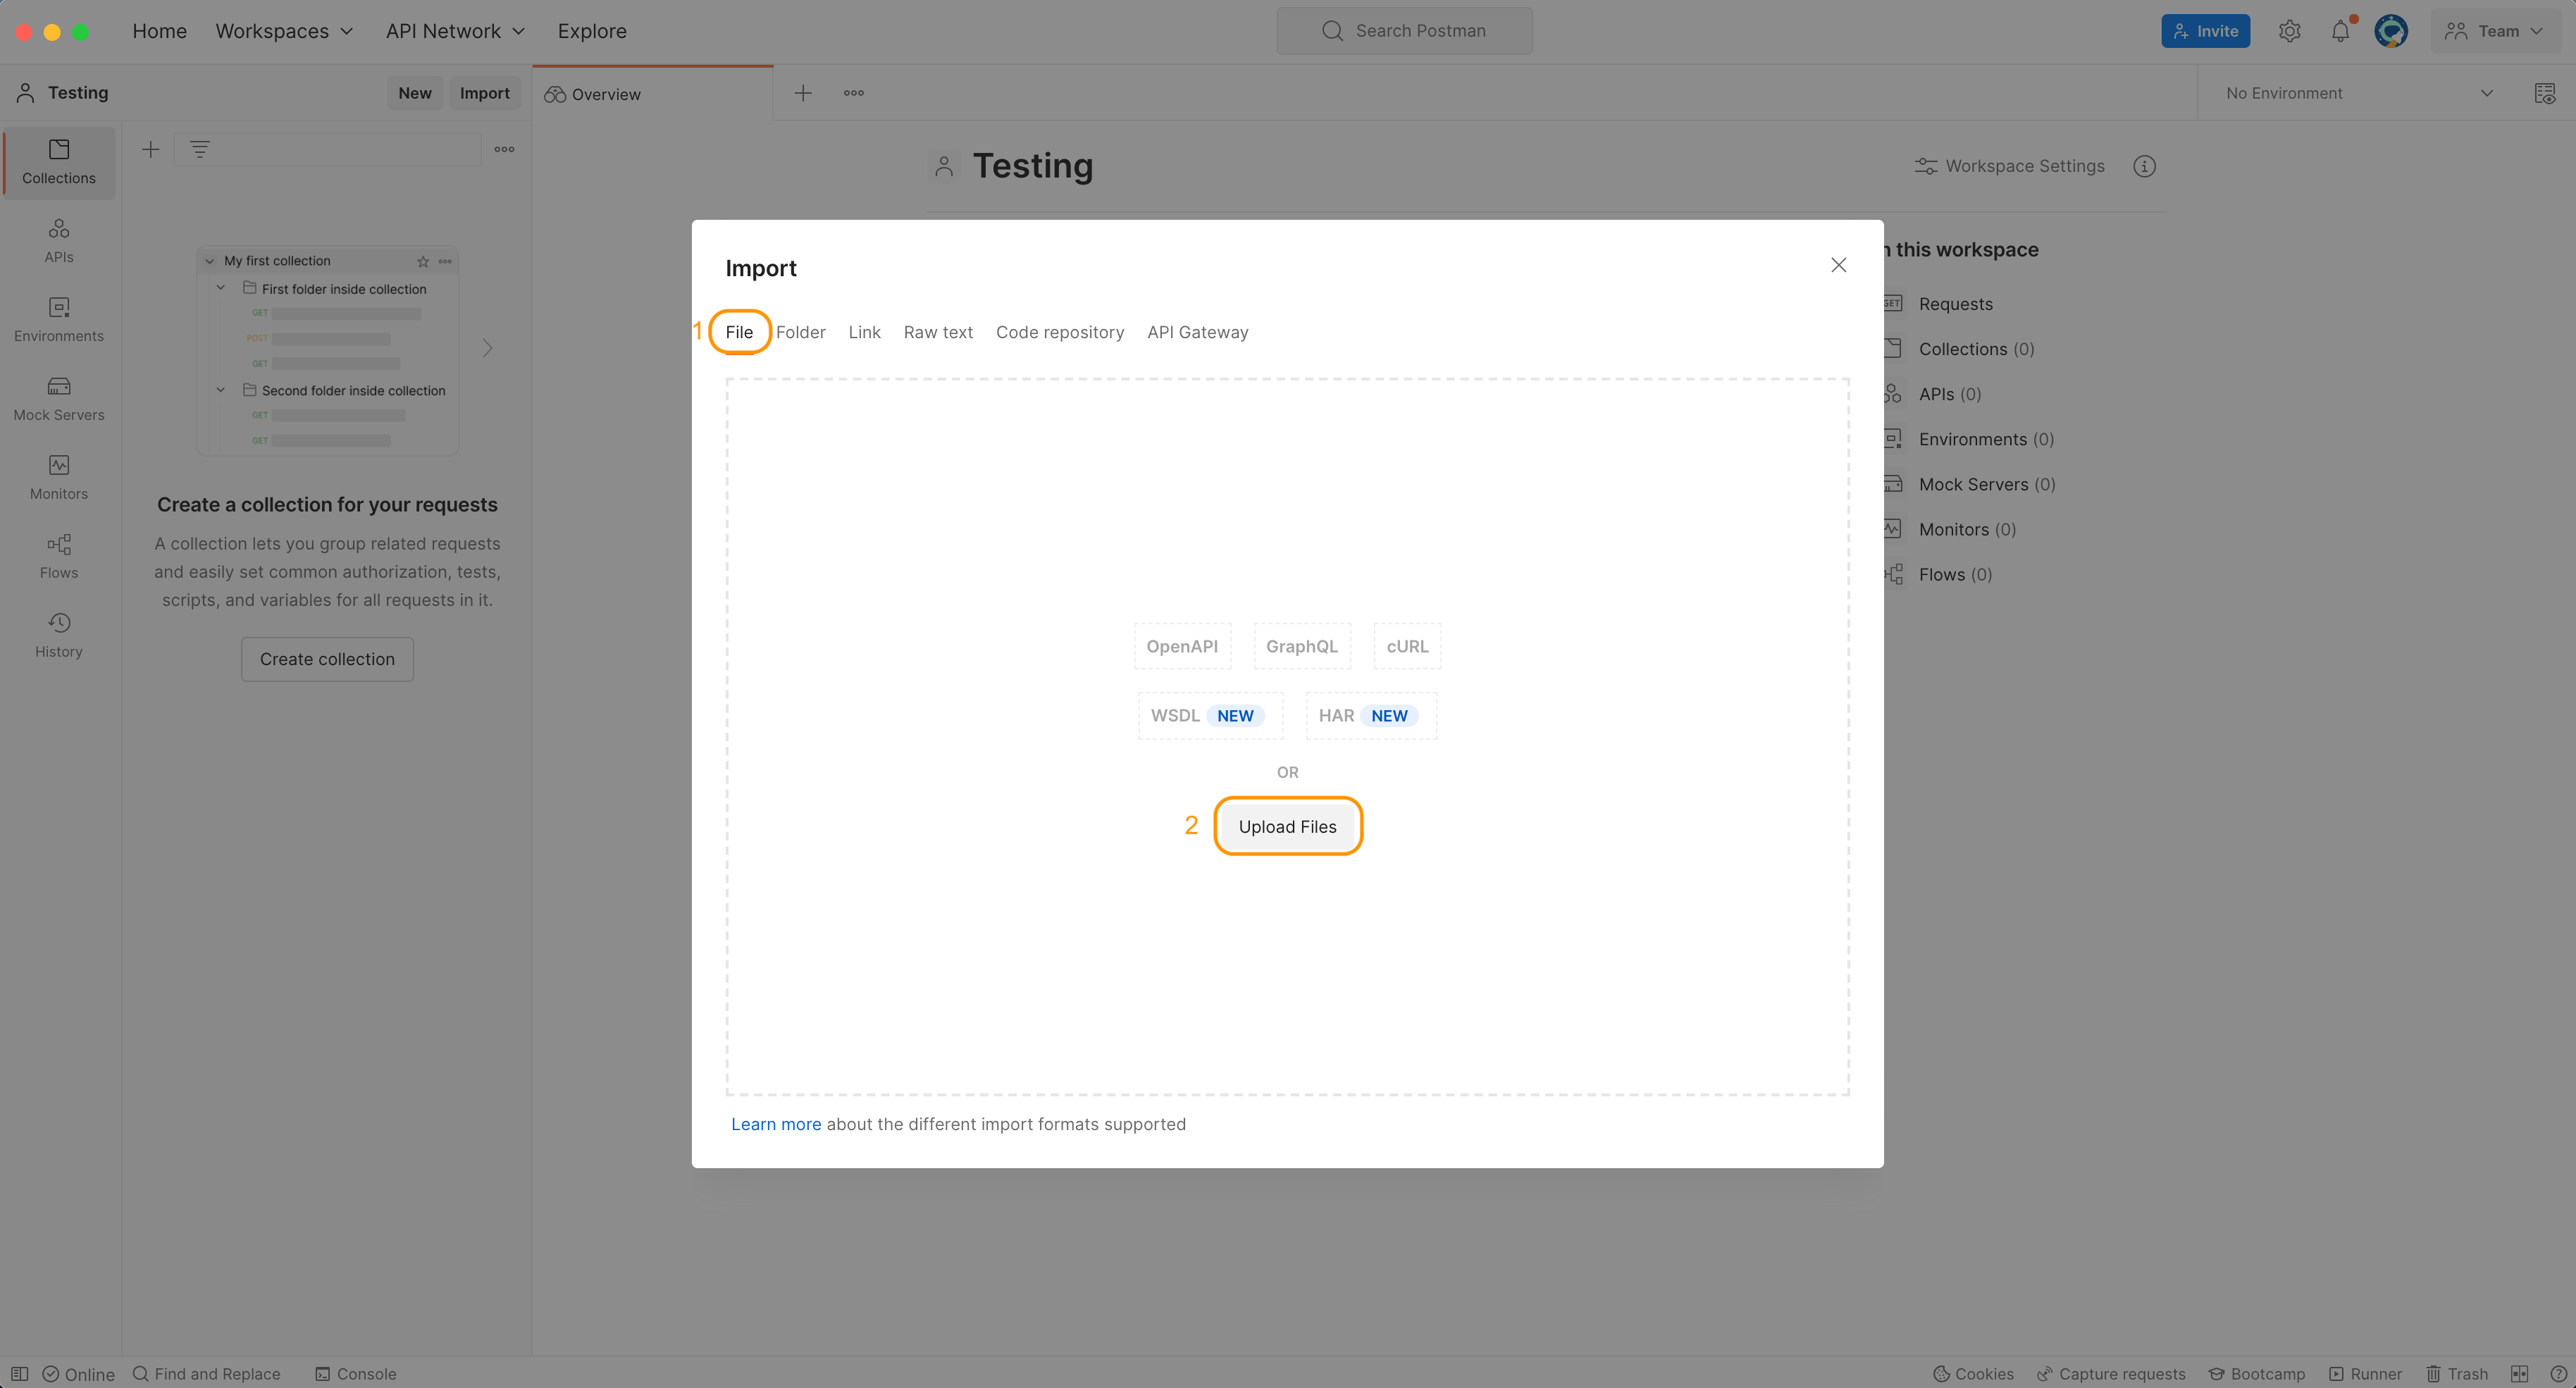 Home Workspaces API Network Explore Search Postman Invite Team
Testing New Import Overview No Environment
Collections
APIs
Environments
Mock Servers
Monitors
Flows
History
My first collection
First folder inside collection
GET
POST
GET
Second folder inside collection
GET
GET
Create a collection for your requests
A collection lets you group related requests
and easily set common authorization, tests,
scripts, and variables for all requests in it.
Create collection
Testing
Workspace Settings
Import
1 File Folder Link Raw text Code repository API Gateway
OpenAPI GraphQL cURL
WSDL NEW HAR NEW
OR
2 Upload Files
Learn more about the different import formats supported
n this workspace
GET Requests
Collections (0)
APIs (0)
Environments (0)
Mock Servers (0)
Monitors (0)
Flows (0)
Online Find and Replace Console Cookies Capture requests Bootcamp Runner Trash